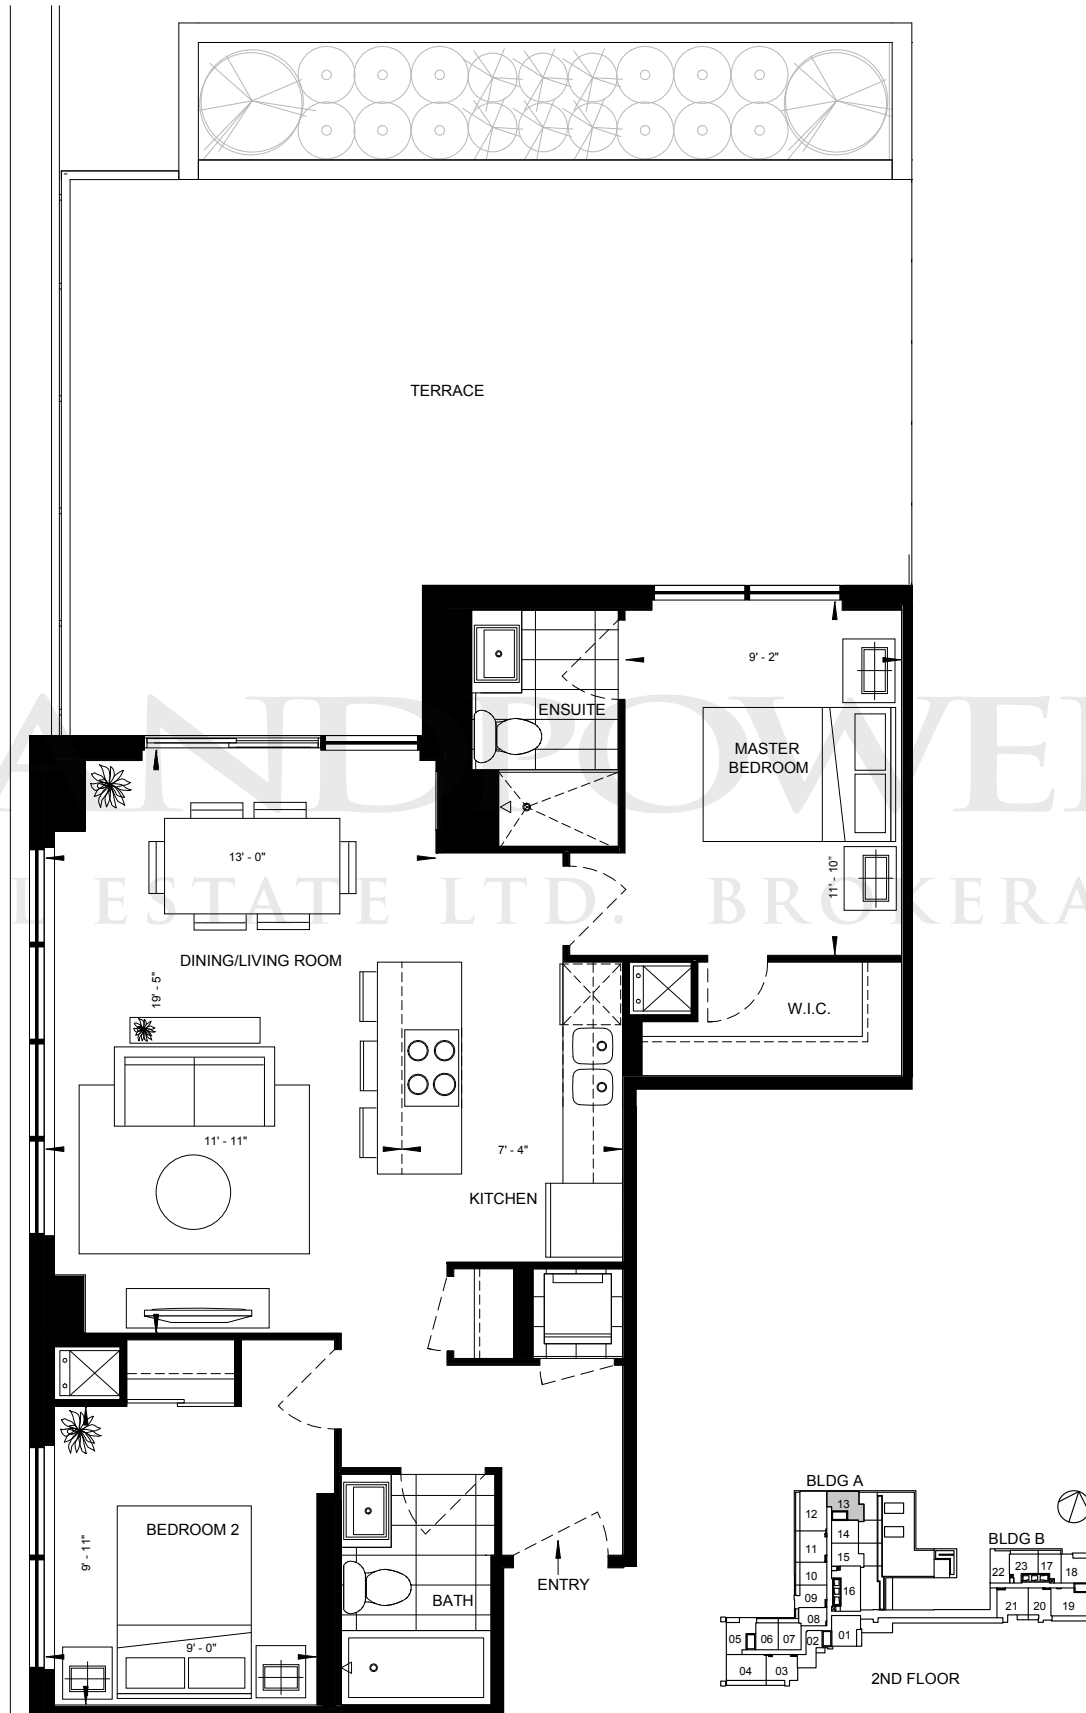 TERRACE
ENSUITE
9' - 2"
MASTER
BEDROOM
ANDPOWE
13' - 0"
11' - 10"
L ESTATE LTD. BROKERA
DINING/LIVING ROOM
19' - 5"
W.I.C.
11' - 11"
7' - 4"
KITCHEN
BEDROOM 2
9' - 11"
9' - 0"
BATH
ENTRY
BLDG A
13
12
14
11
15
10
16
09
08
05
06
07
02
01
04
03
BLDG B
22
23
17
18
21
20
19
2ND FLOOR